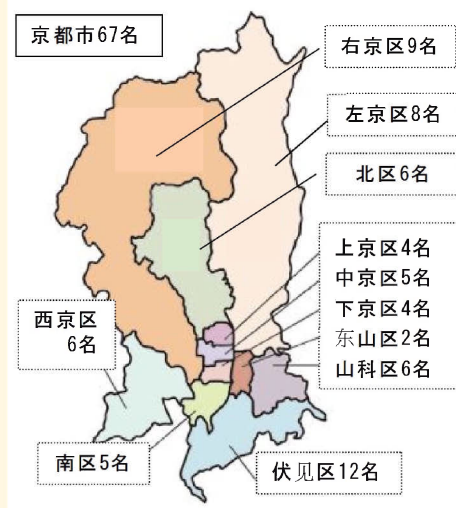 京都市67名
右京区9名
左京区8名
北区6名
上京区4名
中京区5名
下京区4名
东山区2名
山科区6名
西京区
6名
南区5名
伏见区12名